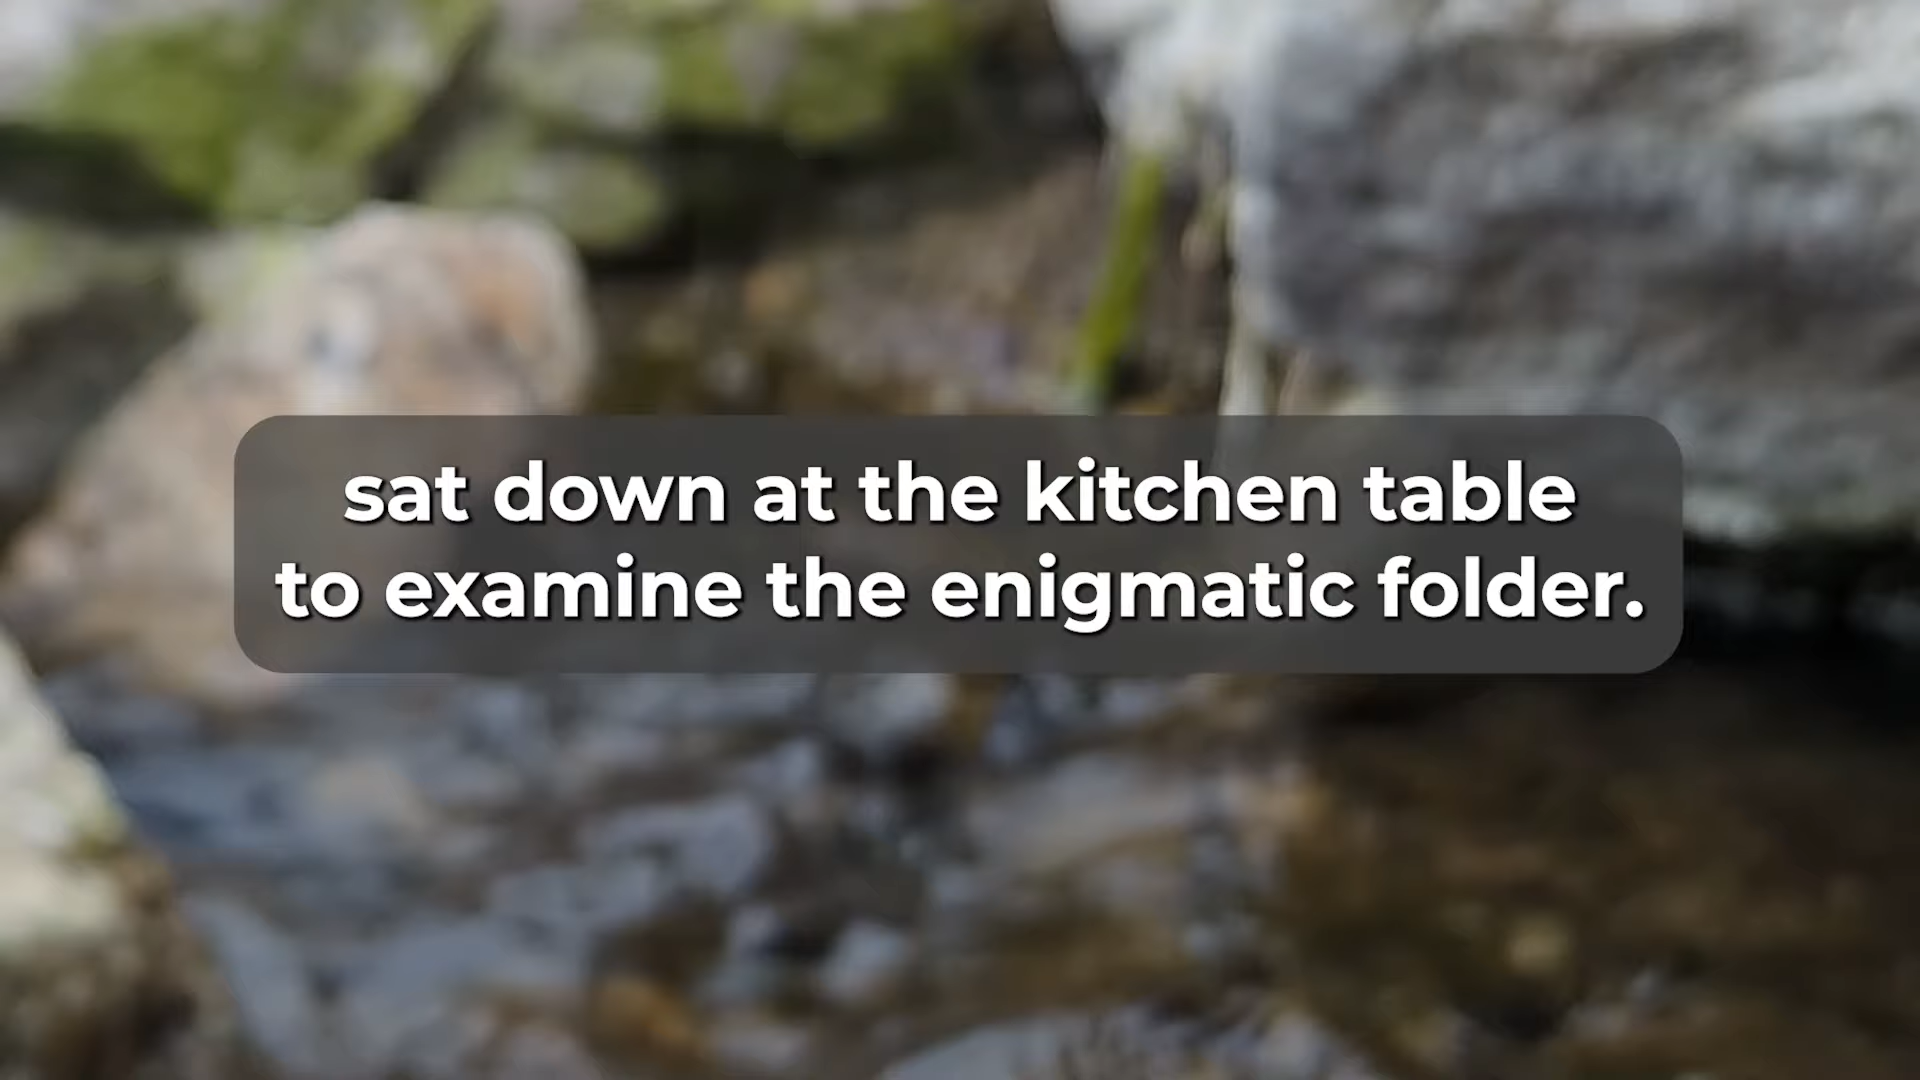 sat down at the kitchen table
to examine the enigmatic folder.